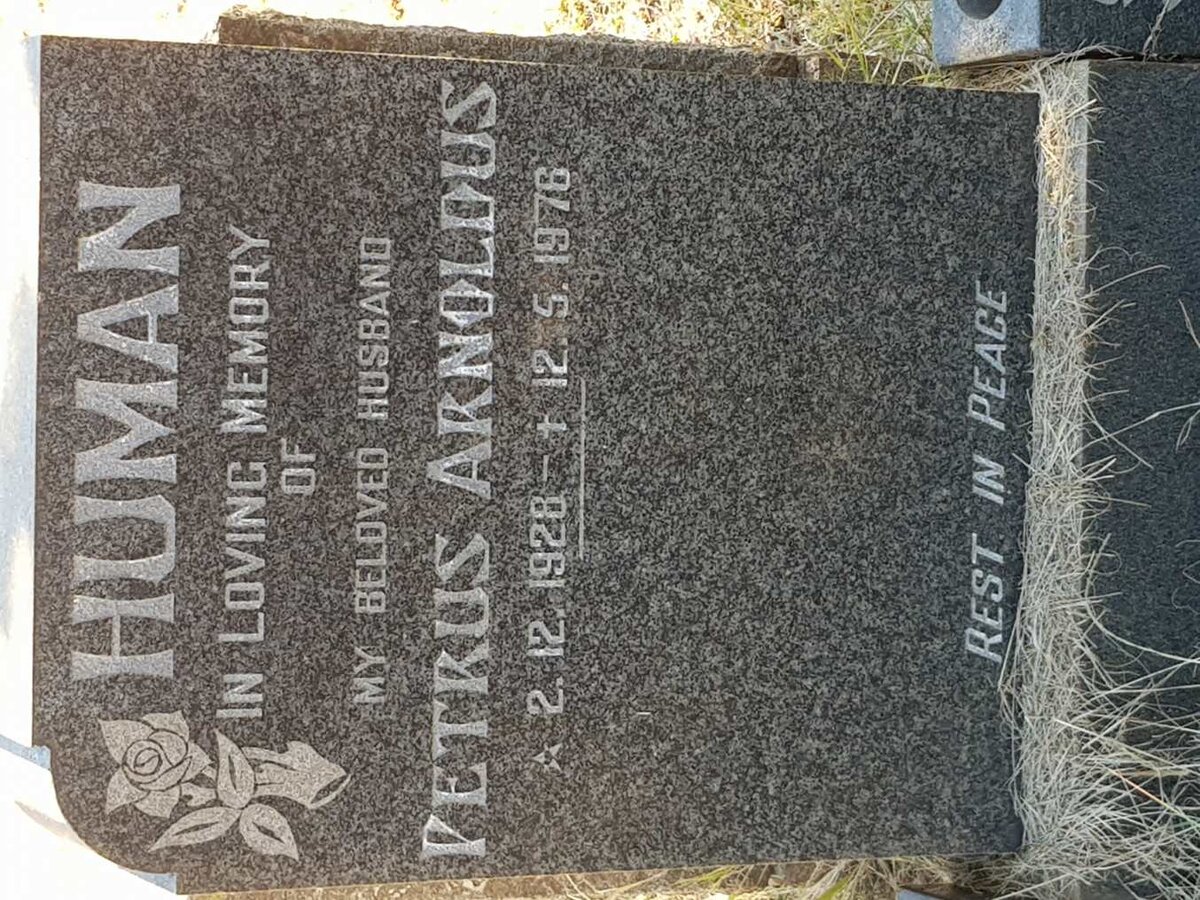 HUMAN
IN LOVING MEMORY
OF
MY BELOVED HUSBAND
PETRUS ARNOLDUS
* 2.12.1928 – † 12.5.1976
REST IN PEACE